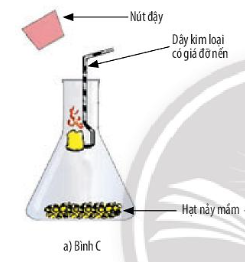 Nút đậy
Dây kim loại
có giá đỡ nến
Hạt nảy mầm
a) Bình C